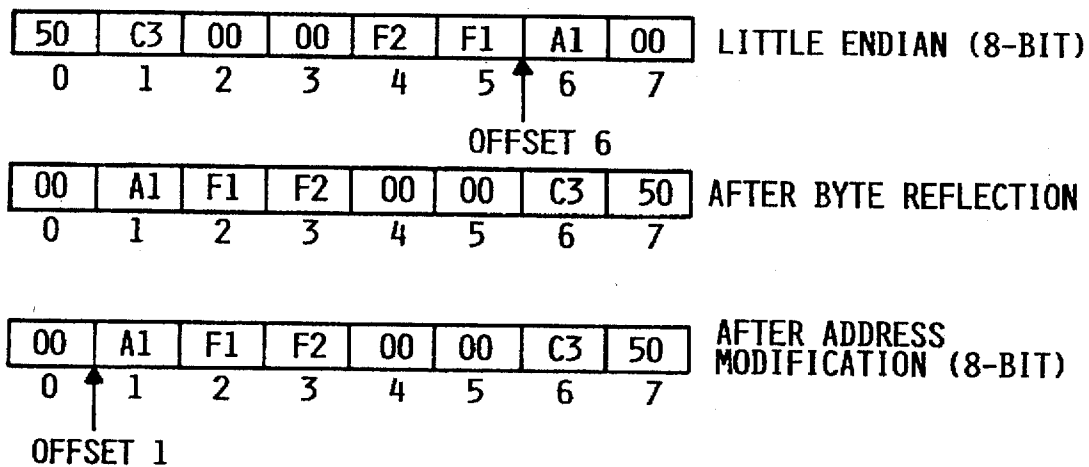 50 C3 00 00 F2 F1 A1 00 LITTLE ENDIAN (8-BIT)
0 1 2 3 4 5 6 7
OFFSET 6
00 A1 F1 F2 00 00 C3 50 AFTER BYTE REFLECTION
0 1 2 3 4 5 6 7
00 A1 F1 F2 00 00 C3 50 AFTER ADDRESS
MODIFICATION (8-BIT)
0 1 2 3 4 5 6 7
OFFSET 1